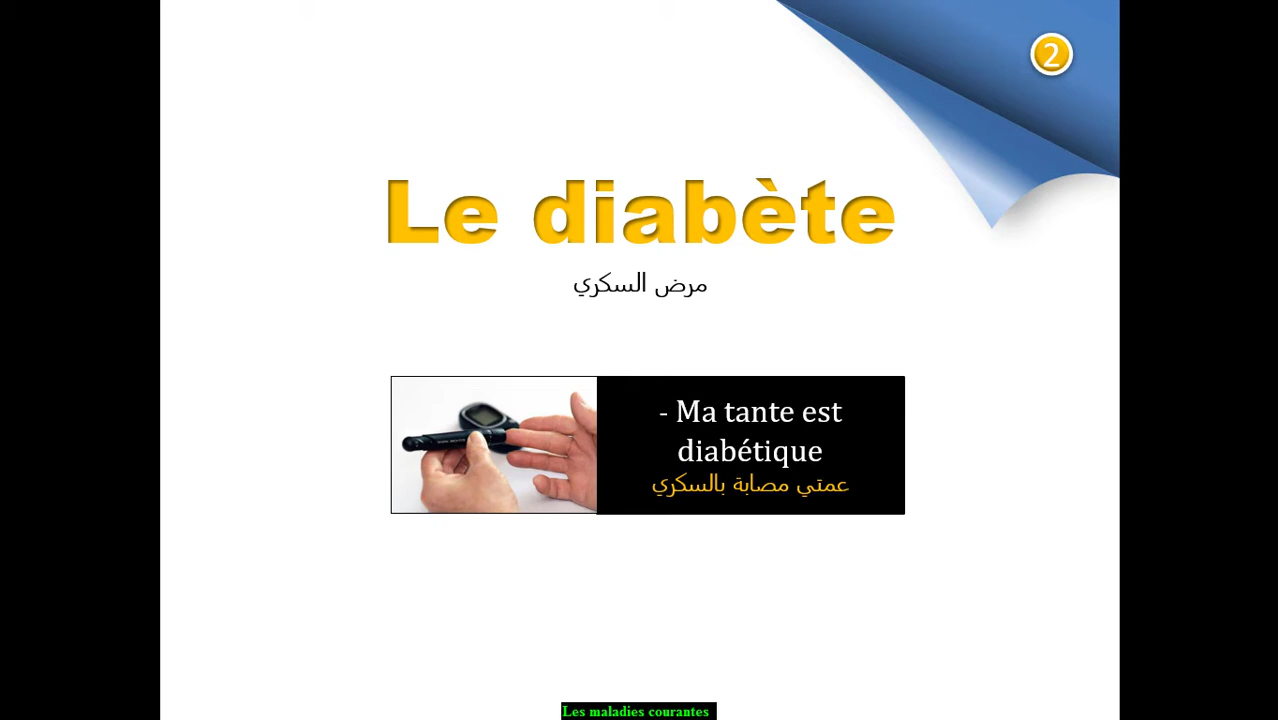 2
Le diabète
مرض السكري
- Ma tante est
diabétique
عمتي مصابة بالسكري
Les maladies courantes